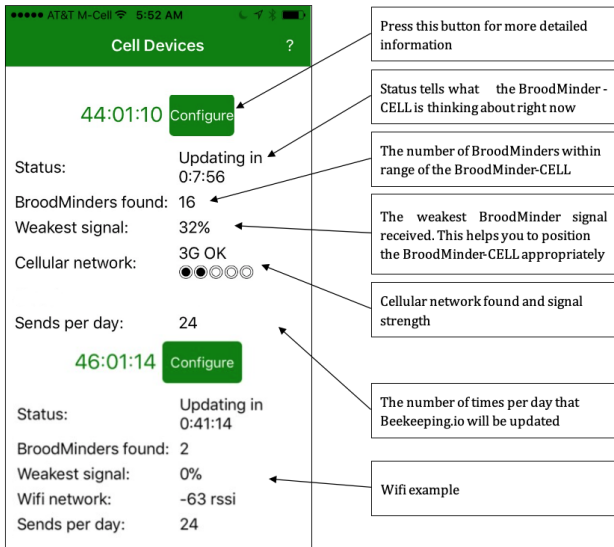 ●●●●● AT&T M-Cell 5:52 AM
Cell Devices ?
44:01:10 Configure
Status: Updating in
0:7:56
BroodMinders found: 16
Weakest signal: 32%
Cellular network: 3G OK
Sends per day: 24
46:01:14 Configure
Status: Updating in
0:41:14
BroodMinders found: 2
Weakest signal: 0%
Wifi network: -63 rssi
Sends per day: 24
Press this button for more detailed
information
Status tells what the BroodMinder-
CELL is thinking about right now
The number of BroodMinders within
range of the BroodMinder-CELL
The weakest BroodMinder signal
received. This helps you to position
the BroodMinder-CELL appropriately
Cellular network found and signal
strength
The number of times per day that
Beekeeping.io will be updated
Wifi example